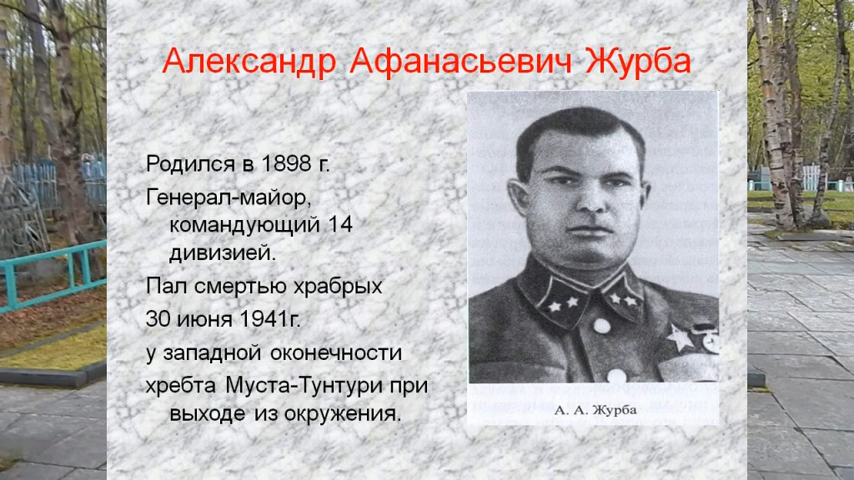 Александр Афанасьевич Журба
Родился в 1898 г.
Генерал-майор,
командующий 14
дивизией.
Пал смертью храбрых
30 июня 1941г.
у западной оконечности
хребта Муста-Тунтури при
выходе из окружения.
А. А. Журба